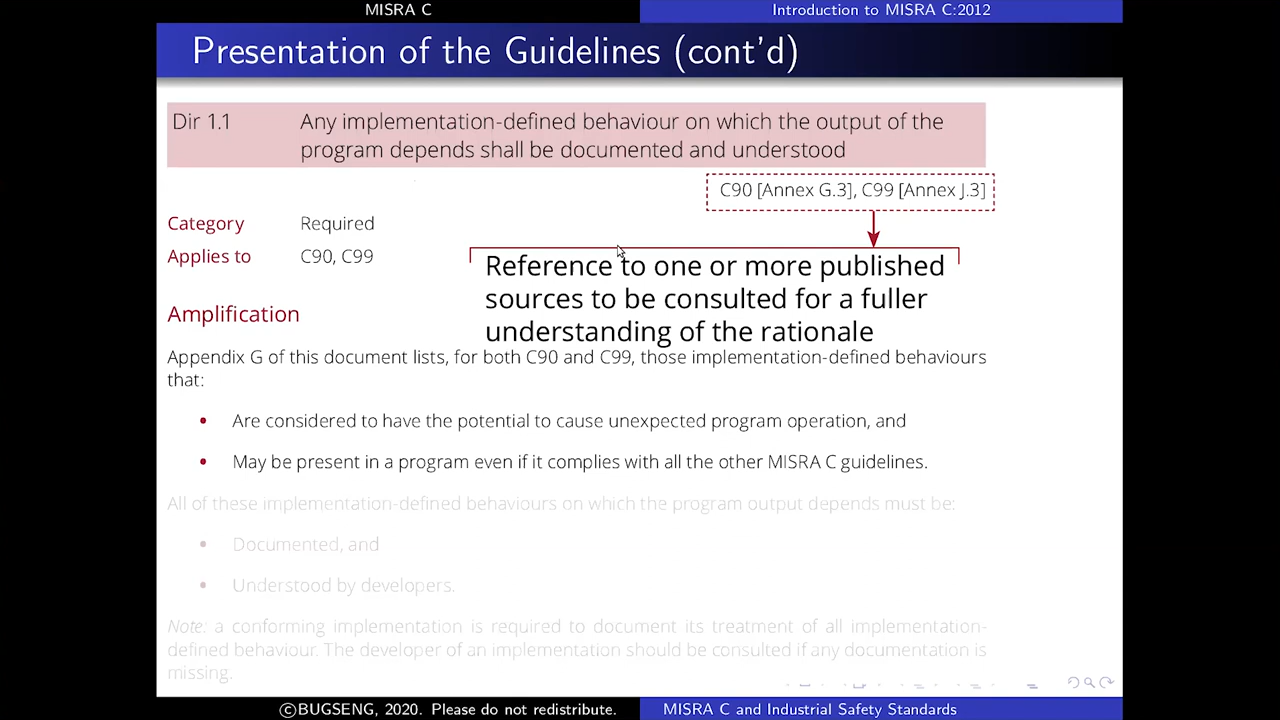 MISRA C
Introduction to MISRA C:2012
Presentation of the Guidelines (cont'd)
Dir 1.1
Any implementation-defined behaviour on which the output of the
program depends shall be documented and understood
C90 [Annex G.3], C99 [Annex J.3]
Category
Required
Applies to
C90, C99
Reference to one or more published
sources to be consulted for a fuller
understanding of the rationale
Amplification
Appendix G of this document lists, for both C90 and C99, those implementation-defined behaviours
that:
• Are considered to have the potential to cause unexpected program operation, and
• May be present in a program even if it complies with all the other MISRA C guidelines.
All of these implementation-defined behaviours on which the program output depends must be:
• Documented, and
• Understood by developers.
Note: a conforming implementation is required to document its treatment of all implementation-
defined behaviour. The developer of an implementation should be consulted if any documentation is
missing.
©BUGSENG, 2020. Please do not redistribute.
MISRA C and Industrial Safety Standards